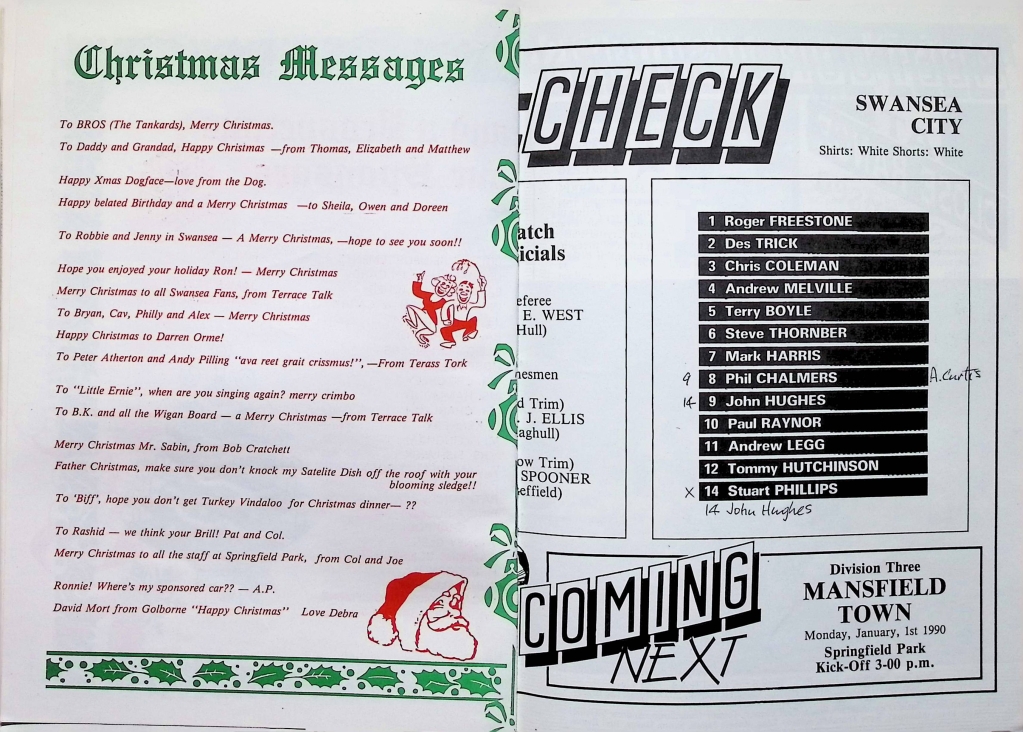 Christmas Messages
To BROS (The Tankards), Merry Christmas.
To Daddy and Grandad, Happy Christmas —from Thomas, Elizabeth and Matthew
Happy Xmas Dogface—love from the Dog.
Happy belated Birthday and a Merry Christmas —to Sheila, Owen and Doreen
To Robbie and Jenny in Swansea — A Merry Christmas, —hope to see you soon!!
Hope you enjoyed your holiday Ron! — Merry Christmas
Merry Christmas to all Swansea Fans, from Terrace Talk
To Bryan, Cav, Philly and Alex — Merry Christmas
Happy Christmas to Darren Orme!
To Peter Atherton and Andy Pilling "ava reet grait crissmus!", —From Terass Tork
To "Little Ernie", when are you singing again? merry crimbo
To B.K. and all the Wigan Board — a Merry Christmas —from Terrace Talk
Merry Christmas Mr. Sabin, from Bob Cratchett
Father Christmas, make sure you don't knock my Satelite Dish off the roof with your
blooming sledge!!
To 'Biff', hope you don't get Turkey Vindaloo for Christmas dinner— ??
To Rashid — we think your Brill! Pat and Col.
Merry Christmas to all the staff at Springfield Park, from Col and Joe
Ronnie! Where's my sponsored car?? — A.P.
David Mort from Golborne "Happy Christmas" Love Debra
CHECK
SWANSEA
CITY
Shirts: White Shorts: White
atch
icials
eferee
E. WEST
Hull)
nesmen
d Trim)
. J. ELLIS
aghull)
ow Trim)
SPOONER
effield)
1 Roger FREESTONE
2 Des TRICK
3 Chris COLEMAN
4 Andrew MELVILLE
5 Terry BOYLE
6 Steve THORNBER
7 Mark HARRIS
9 8 Phil CHALMERS A. Curtis
14 9 John HUGHES
10 Paul RAYNOR
11 Andrew LEGG
12 Tommy HUTCHINSON
X 14 Stuart PHILLIPS
14 John Hughes
COMING
NEXT
Division Three
MANSFIELD
TOWN
Monday, January, 1st 1990
Springfield Park
Kick-Off 3-00 p.m.